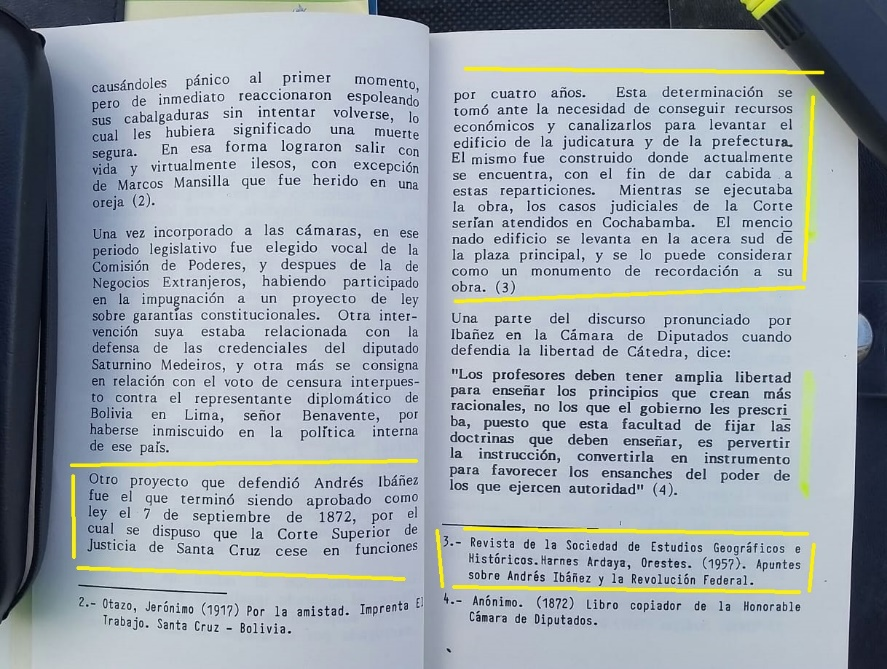 causándoles pánico al primer momento,
pero de inmediato reaccionaron espoleando
sus cabalgaduras sin intentar volverse, lo
cual les hubiera significado una muerte
segura. En esa forma lograron salir con
vida y virtualmente ilesos, con excepción
de Marcos Mansilla que fue herido en una
oreja (2).
Una vez incorporado a las cámaras, en ese
periodo legislativo fue elegido vocal de la
Comisión de Poderes, y despues de la de
Negocios Extranjeros, habiendo participado
en la impugnación a un proyecto de ley
sobre garantías constitucionales. Otra inter-
vención suya estaba relacionada con la
defensa de las credenciales del diputado
Saturnino Medeiros, y otra más se consigna
en relación con el voto de censura interpues-
to contra el representante diplomático de
Bolivia en Lima, señor Benavente, por
haberse inmiscuido en la política interna
de ese país.
Otro proyecto que defendió Andrés Ibáñez
fue el que terminó siendo aprobado como
ley el 7 de septiembre de 1872, por el
cual se dispuso que la Corte Superior de
Justicia de Santa Cruz cese en funciones
2.- Otazo, Jerónimo (1917) Por la amistad. Imprenta El
Trabajo. Santa Cruz - Bolivia.
por cuatro años. Esta determinación se
tomó ante la necesidad de conseguir recursos
económicos y canalizarlos para levantar el
edificio de la judicatura y de la prefectura.
El mismo fue construido donde actualmente
se encuentra, con el fin de dar cabida a
estas reparticiones. Mientras se ejecutaba
la obra, los casos judiciales de la Corte
serían atendidos en Cochabamba. El mencio
nado edificio se levanta en la acera sud de
la plaza principal, y se lo puede considerar
como un monumento de recordación a su
obra. (3)
Una parte del discurso pronunciado por
Ibañez en la Cámara de Diputados cuando
defendia la libertad de Cátedra, dice:
"Los profesores deben tener amplia libertad
para enseñar los principios que crean más
racionales, no los que el gobierno les prescri
ba, puesto que esta facultad de fijar las
doctrinas que deben enseñar, es pervertir
la instrucción, convertirla en instrumento
para favorecer los ensanches del poder de
los que ejercen autoridad" (4).
3.- Revista de la Sociedad de Estudios Geográficos e
Históricos.Harnes Ardaya, Orestes. (1957). Apuntes
sobre Andrés Ibáñez y la Revolución Federal.
4.- Anónimo. (1872) Libro copiador de la Honorable
Cámara de Diputados.